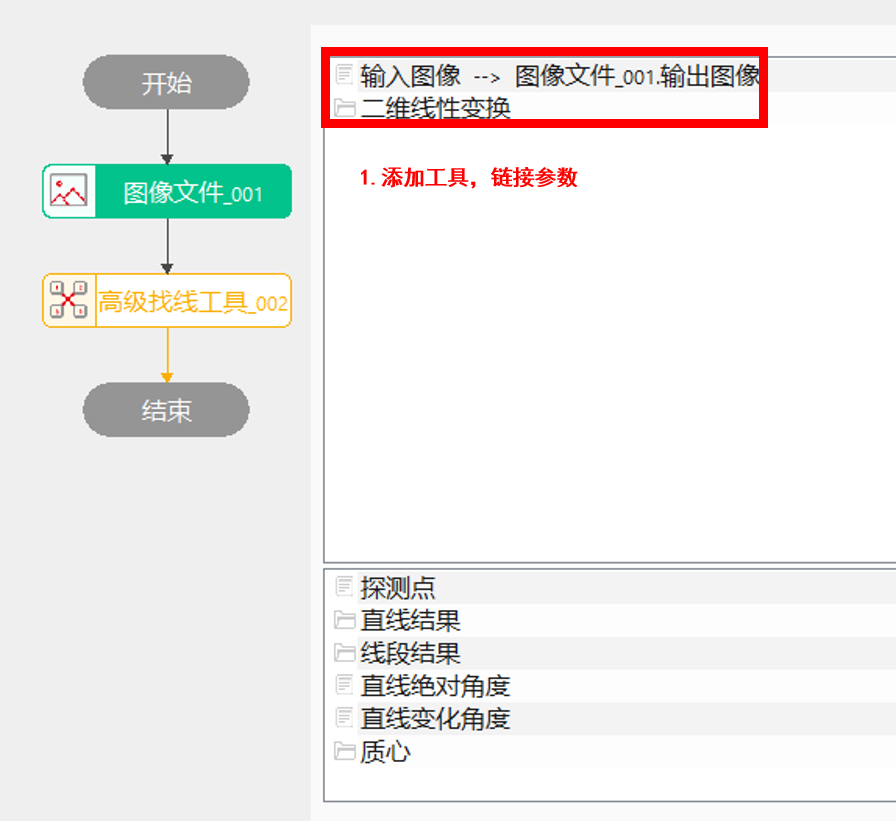 开始
图像文件_001
高级找线工具_002
结束
输入图像 --> 图像文件_001.输出图像
二维线性变换
1. 添加工具，链接参数
探测点
直线结果
线段结果
直线绝对角度
直线变化角度
质心